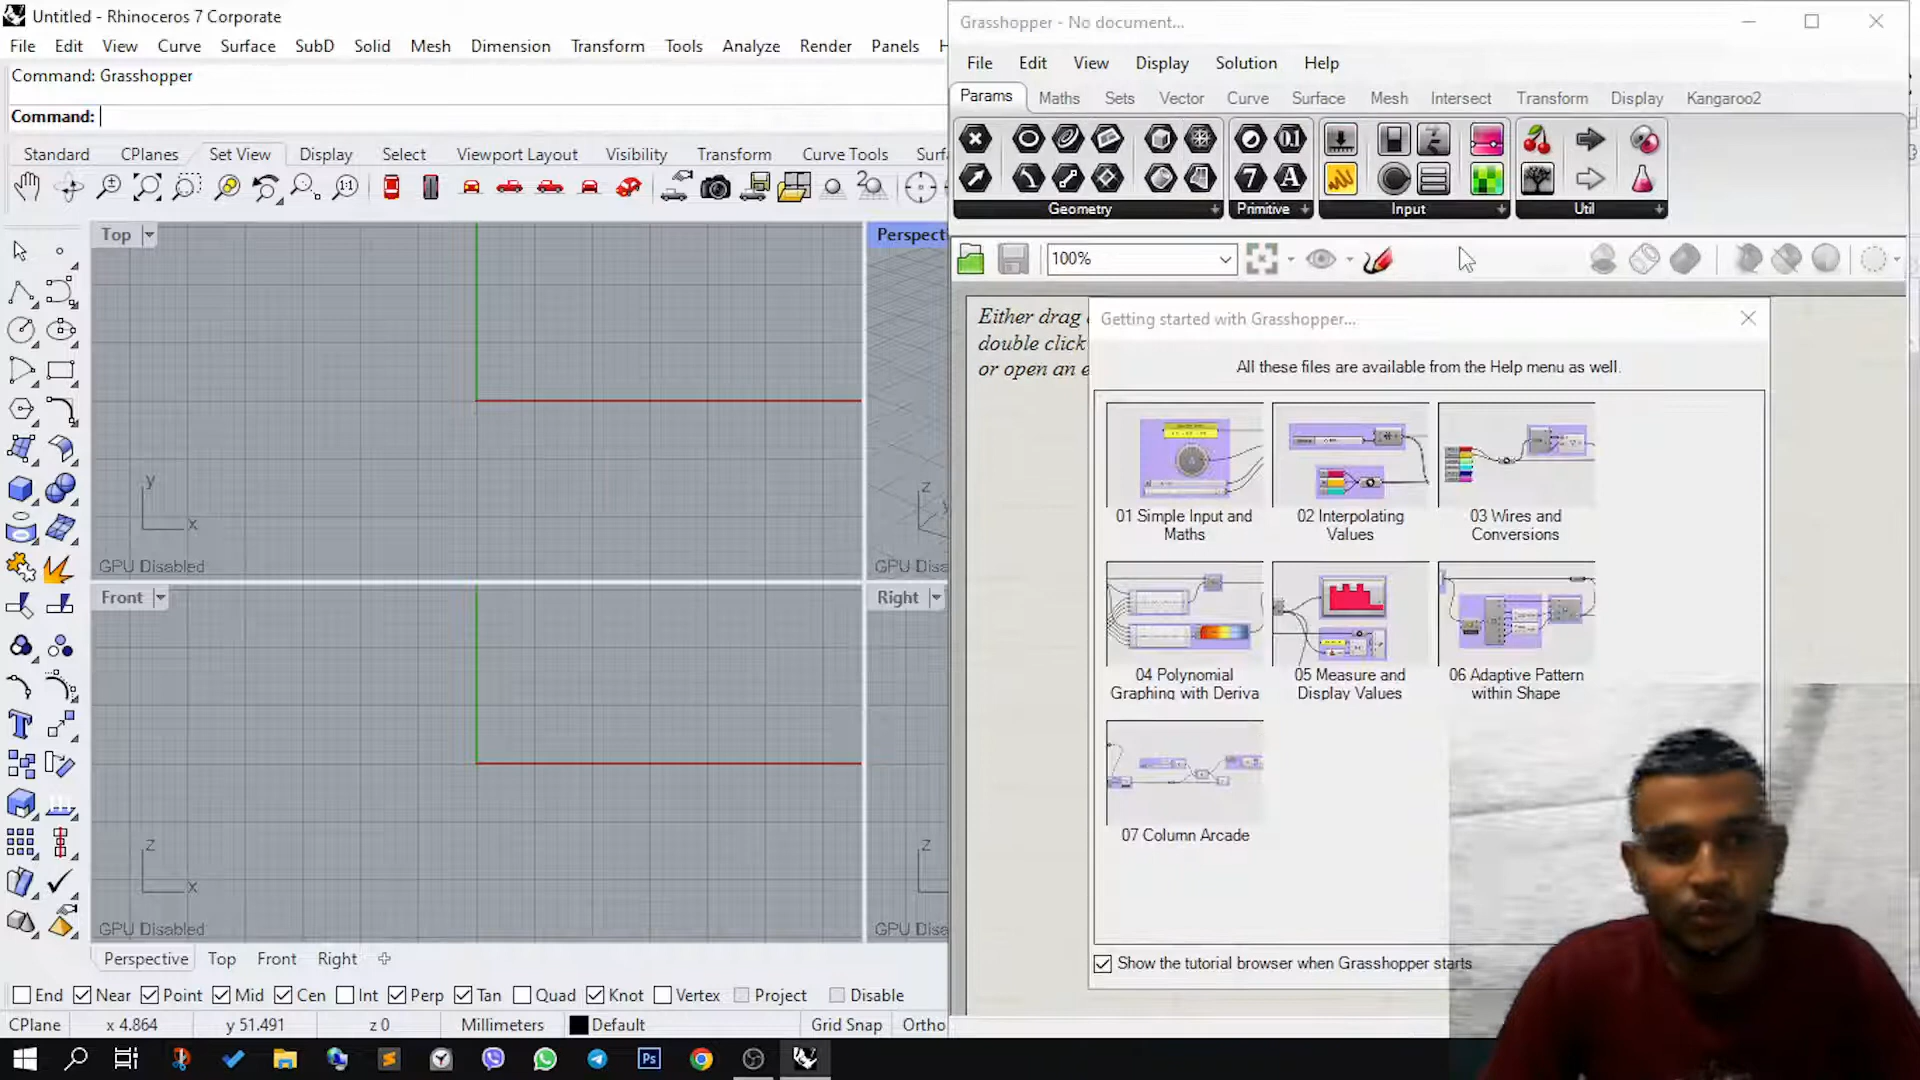 Untitled - Rhinoceros 7 Corporate
File Edit View Curve Surface SubD Solid Mesh Dimension Transform Tools Analyze Render Panels
Command: Grasshopper
Command:
Standard CPlanes Set View Display Select Viewport Layout Visibility Transform Curve Tools Surf
Top
Perspecti
y
x
z
GPU Disabled
GPU Dis
Front
Right
z
x
z
GPU Disabled
GPU Disa
Perspective Top Front Right
End Near Point Mid Cen Int Perp Tan Quad Knot Vertex Project Disable
CPlane x 4.864 y 51.491 z 0 Millimeters Default Grid Snap Ortho
Grasshopper - No document...
File Edit View Display Solution Help
Params Maths Sets Vector Curve Surface Mesh Intersect Transform Display Kangaroo2
Geometry Primitive Input Util
100%
Either drag
double click
or open an e
Getting started with Grasshopper...
All these files are available from the Help menu as well.
01 Simple Input and
Maths
02 Interpolating
Values
03 Wires and
Conversions
04 Polynomial
Graphing with Deriva
05 Measure and
Display Values
06 Adaptive Pattern
within Shape
07 Column Arcade
Show the tutorial browser when Grasshopper starts
Ps